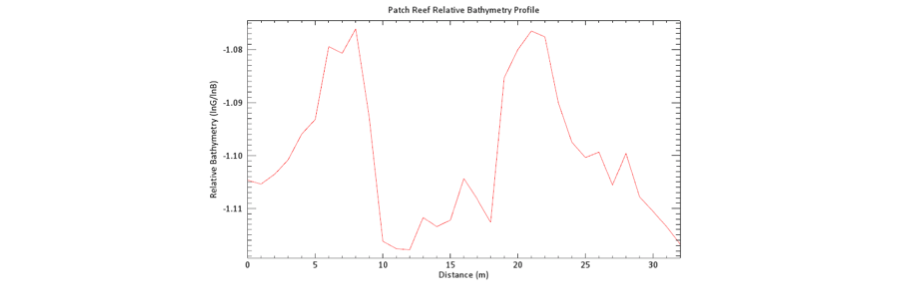 Patch Reef Relative Bathymetry Profile
Relative Bathymetry (lnG/lnB)
-1.08
-1.09
-1.10
-1.11
0 5 10 15 20 25 30
Distance (m)